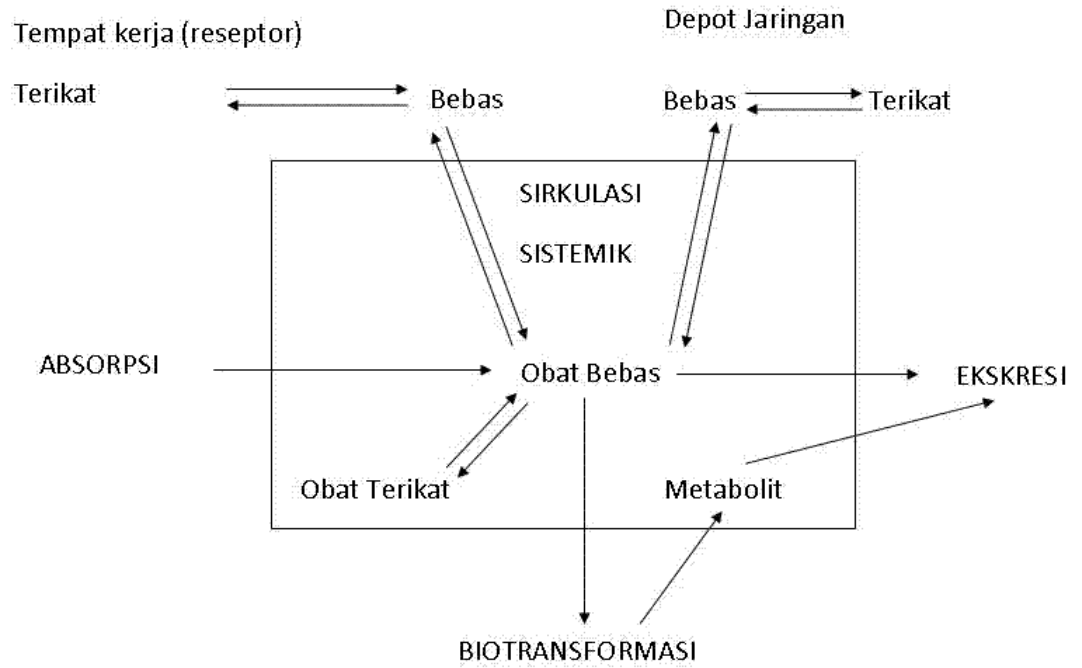 Depot Jaringan
Tempat kerja (reseptor)
Terikat
Bebas
Bebas
Terikat
SIRKULASI
SISTEMIK
ABSORPSI
Obat Bebas
EKSKRESI
Obat Terikat
Metabolit
BIOTRANSFORMASI